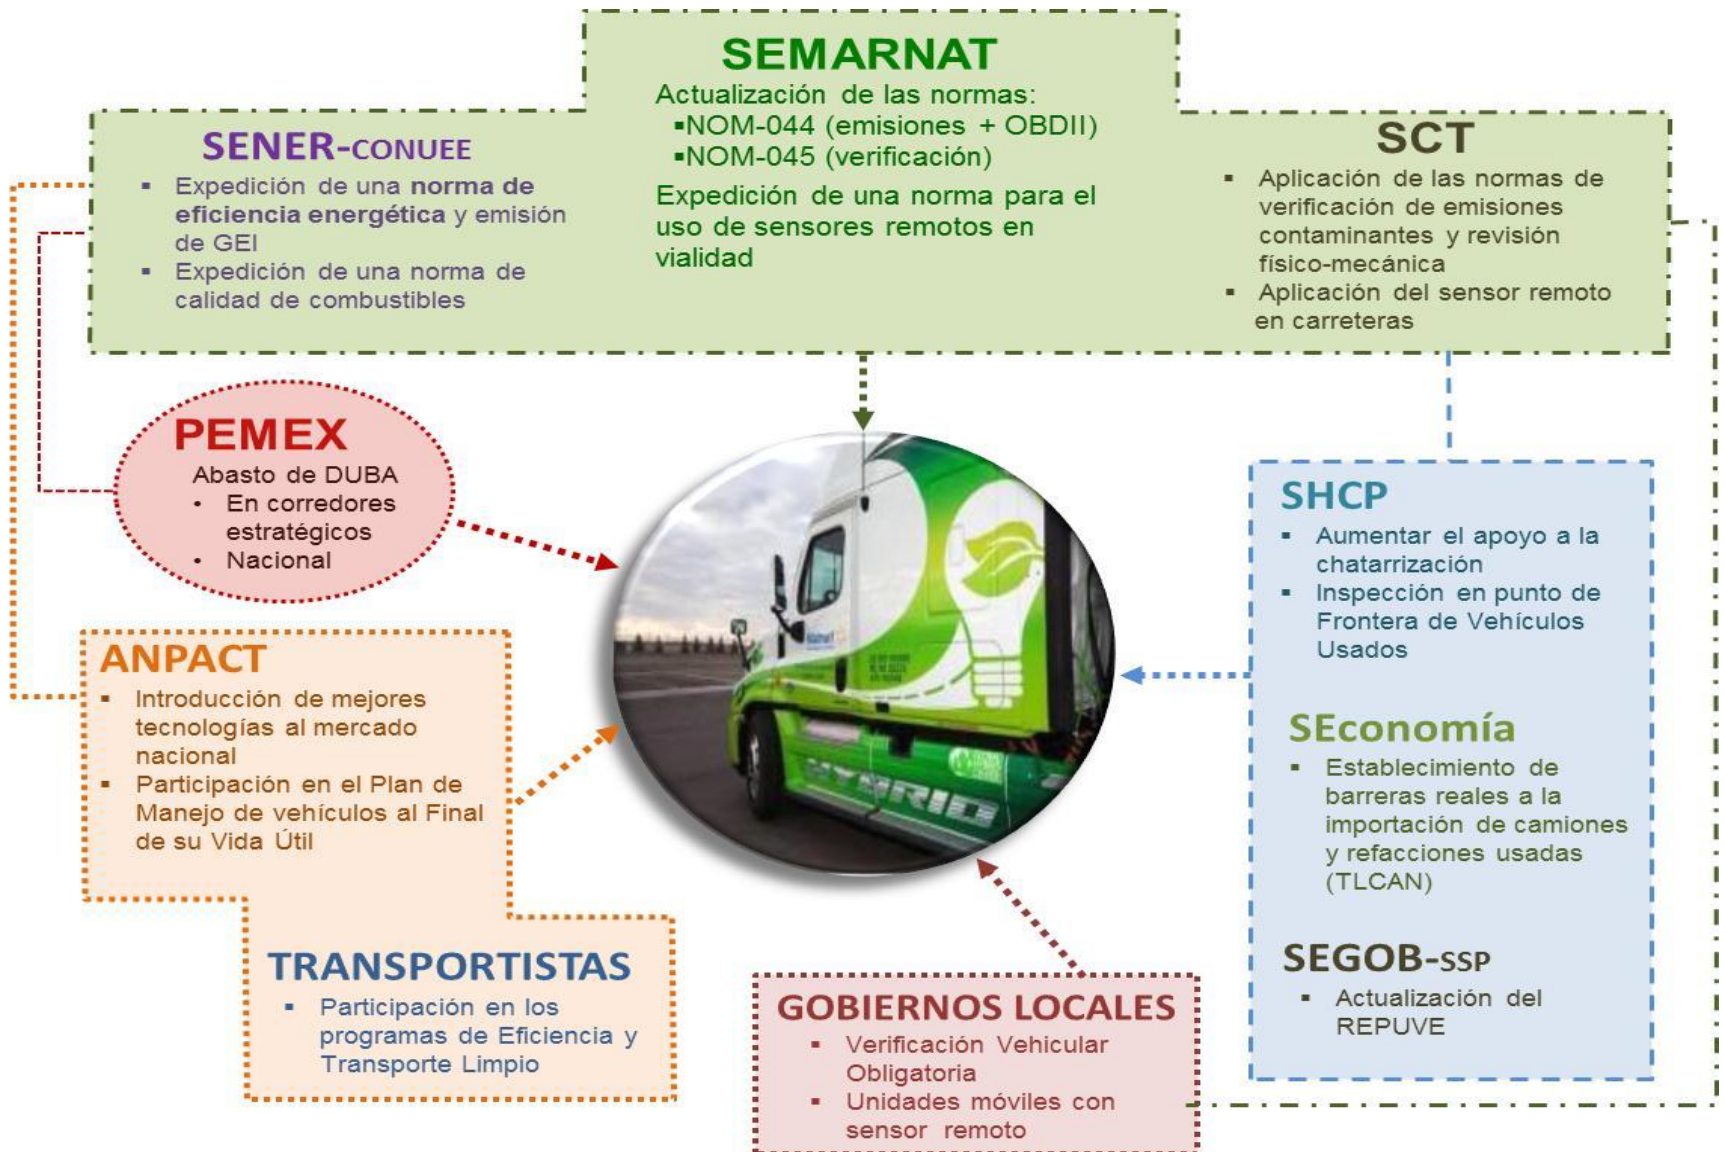 SEMARNAT
Actualización de las normas:
▪NOM-044 (emisiones + OBDII)
▪NOM-045 (verificación)
Expedición de una norma para el
uso de sensores remotos en
vialidad
SENER-CONUEE
▪ Expedición de una norma de
eficiencia energética y emisión
de GEI
▪ Expedición de una norma de
calidad de combustibles
SCT
▪ Aplicación de las normas de
verificación de emisiones
contaminantes y revisión
físico-mecánica
▪ Aplicación del sensor remoto
en carreteras
PEMEX
Abasto de DUBA
• En corredores
estratégicos
• Nacional
ANPACT
▪ Introducción de mejores
tecnologías al mercado
nacional
▪ Participación en el Plan de
Manejo de vehículos al Final
de su Vida Útil
TRANSPORTISTAS
▪ Participación en los
programas de Eficiencia y
Transporte Limpio
HYBRID
GOBIERNOS LOCALES
▪ Verificación Vehicular
Obligatoria
▪ Unidades móviles con
sensor remoto
SHCP
▪ Aumentar el apoyo a la
chatarrización
▪ Inspección en punto de
Frontera de Vehículos
Usados
SEconomía
▪ Establecimiento de
barreras reales a la
importación de camiones
y refacciones usadas
(TLCAN)
SEGOB-SSP
▪ Actualización del
REPUVE